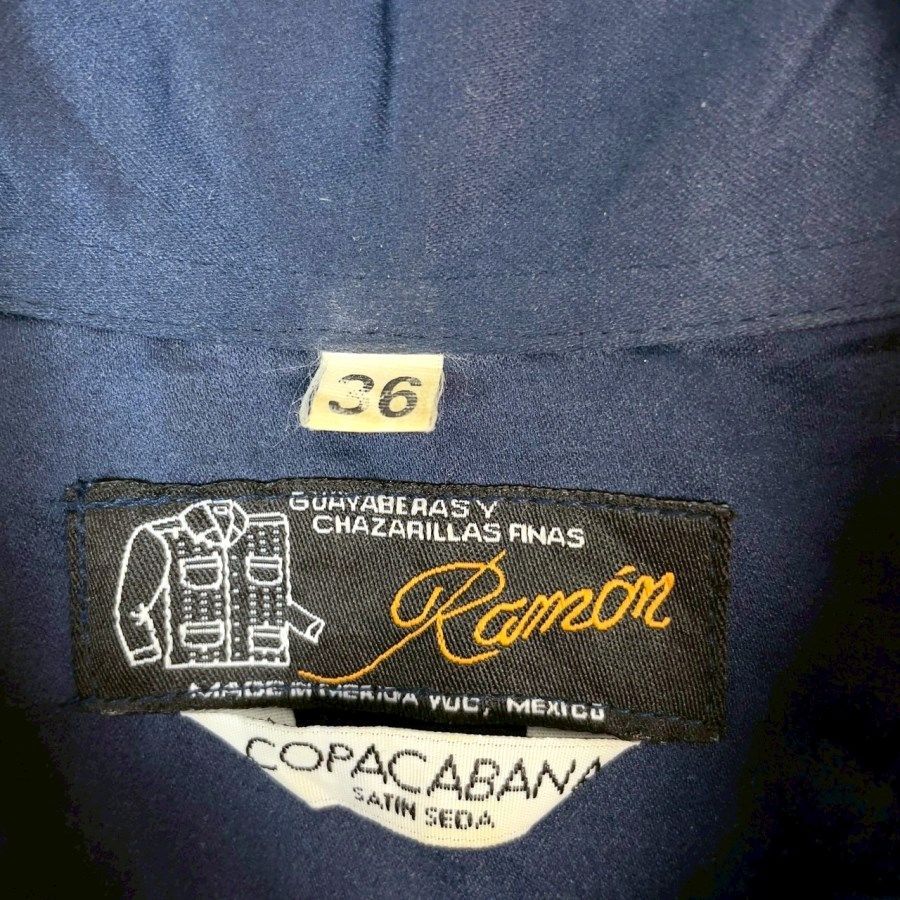 36
GUAYABERAS Y
CHAZARILLAS FINAS
Ramón
MADE IN MERIDA YUC, MEXICO
COPACABANA
SATIN SEDA